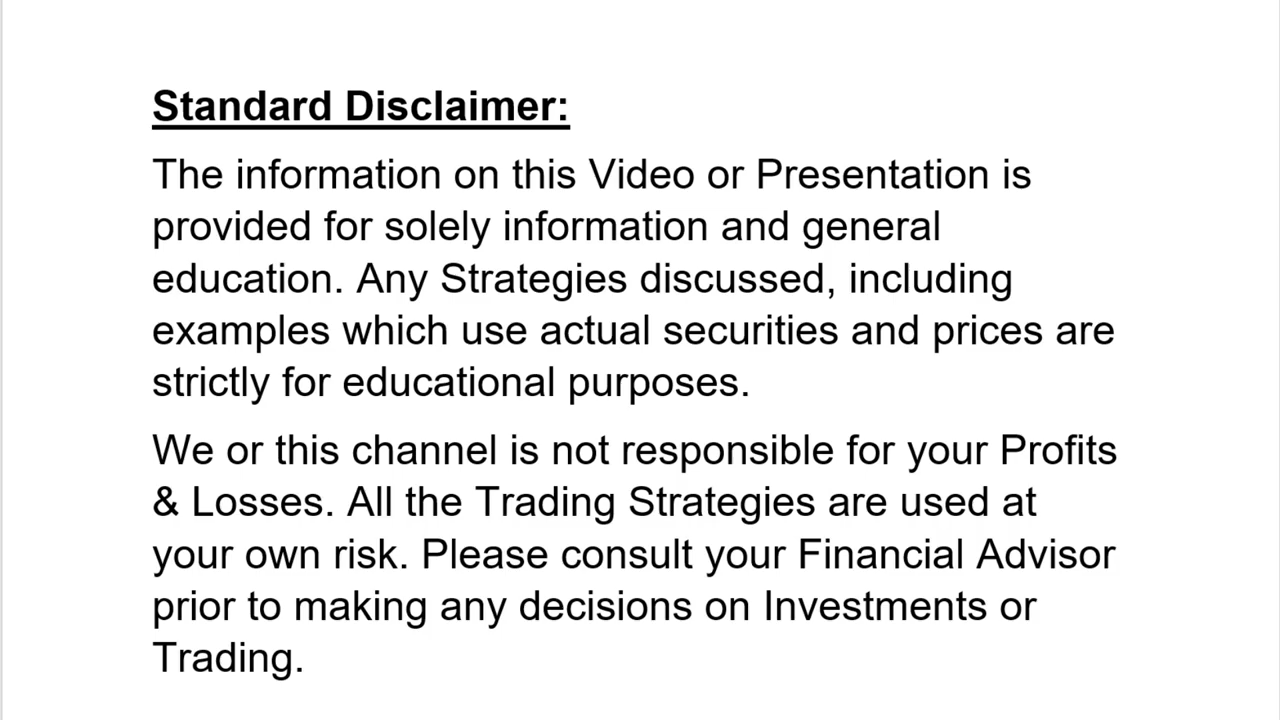 Standard Disclaimer:
The information on this Video or Presentation is
provided for solely information and general
education. Any Strategies discussed, including
examples which use actual securities and prices are
strictly for educational purposes.
We or this channel is not responsible for your Profits
& Losses. All the Trading Strategies are used at
your own risk. Please consult your Financial Advisor
prior to making any decisions on Investments or
Trading.